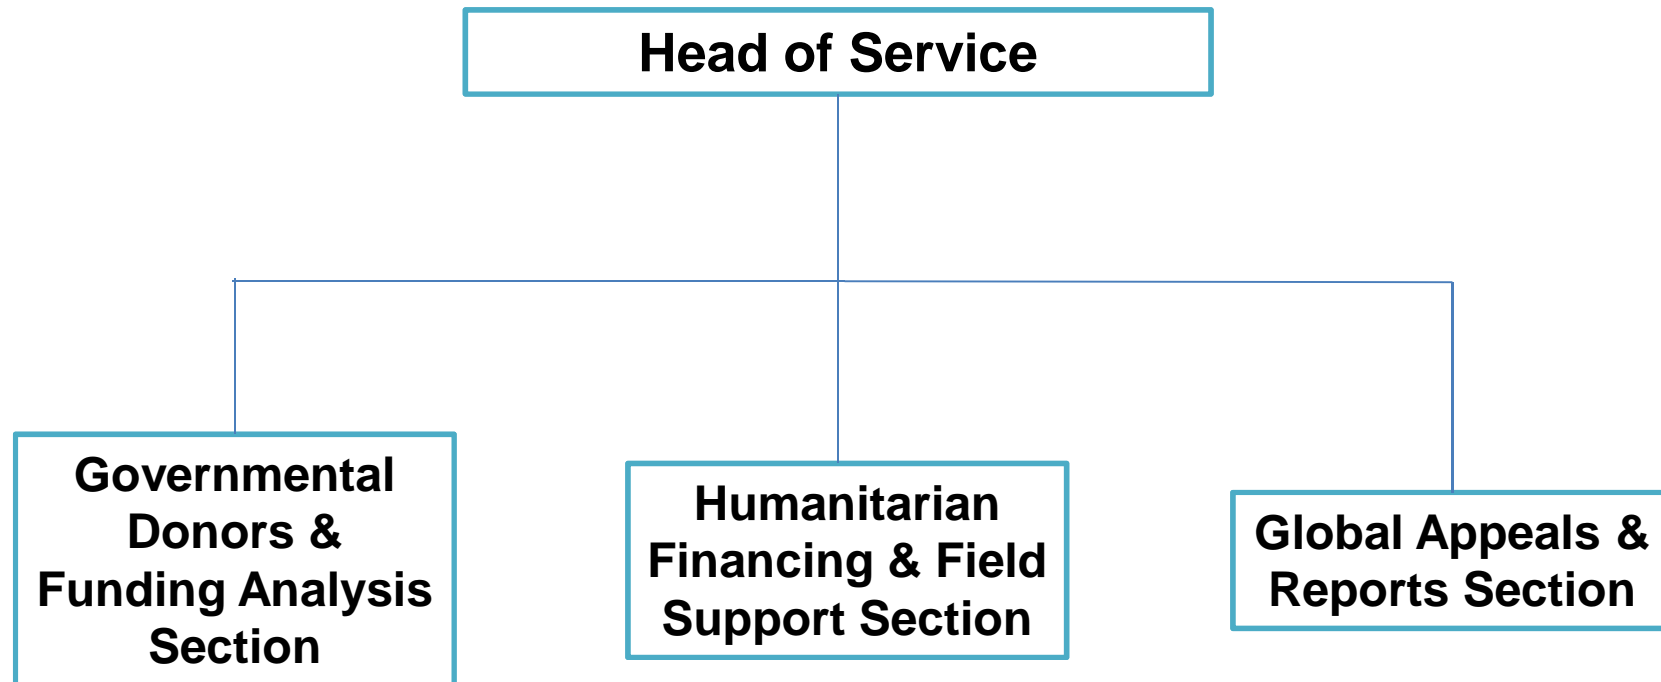 Head of Service
Governmental
Donors &
Funding Analysis
Section
Humanitarian
Financing & Field
Support Section
Global Appeals &
Reports Section